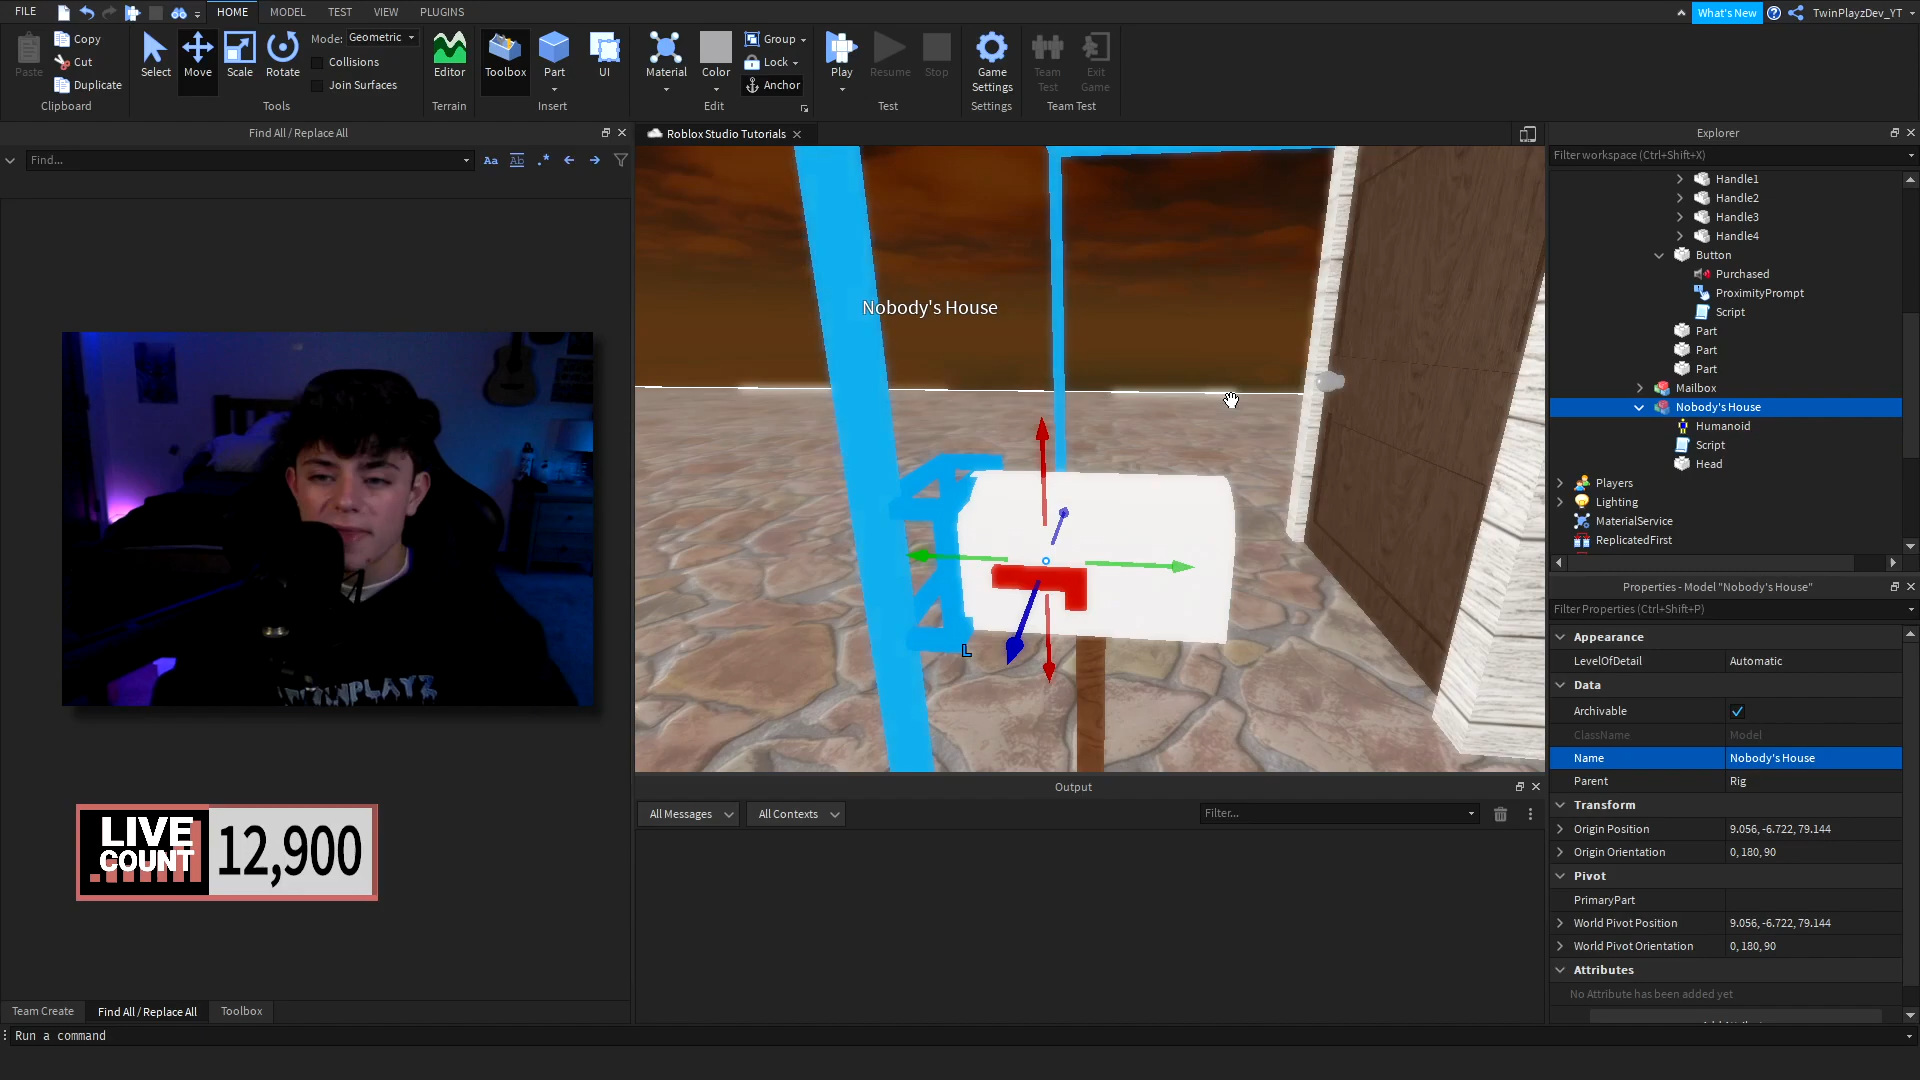 FILE
HOME
MODEL
TEST
VIEW
PLUGINS
What's New
TwinPlayzDev_YT
Paste
Copy
Cut
Duplicate
Clipboard
Select
Move
Scale
Rotate
Mode: Geometric
Collisions
Join Surfaces
Tools
Editor
Terrain
Toolbox
Part
UI
Insert
Material
Color
Group
Lock
Anchor
Edit
Play
Resume
Stop
Test
Game
Settings
Settings
Team
Test
Exit
Game
Team Test
Find All / Replace All
Find...
Aa
Ab
.*
LIVE
COUNT
12,900
Team Create
Find All / Replace All
Toolbox
Run a command
Roblox Studio Tutorials
Nobody's House
L
Output
All Messages
All Contexts
Filter...
Explorer
Filter workspace (Ctrl+Shift+X)
Handle1
Handle2
Handle3
Handle4
Button
Purchased
ProximityPrompt
Script
Part
Part
Part
Mailbox
Nobody's House
Humanoid
Script
Head
Players
Lighting
MaterialService
ReplicatedFirst
Properties - Model "Nobody's House"
Filter Properties (Ctrl+Shift+P)
Appearance
LevelOfDetail Automatic
Data
Archivable
ClassName Model
Name Nobody's House
Parent Rig
Transform
Origin Position 9.056, -6.722, 79.144
Origin Orientation 0, 180, 90
Pivot
PrimaryPart
World Pivot Position 9.056, -6.722, 79.144
World Pivot Orientation 0, 180, 90
Attributes
No Attribute has been added yet